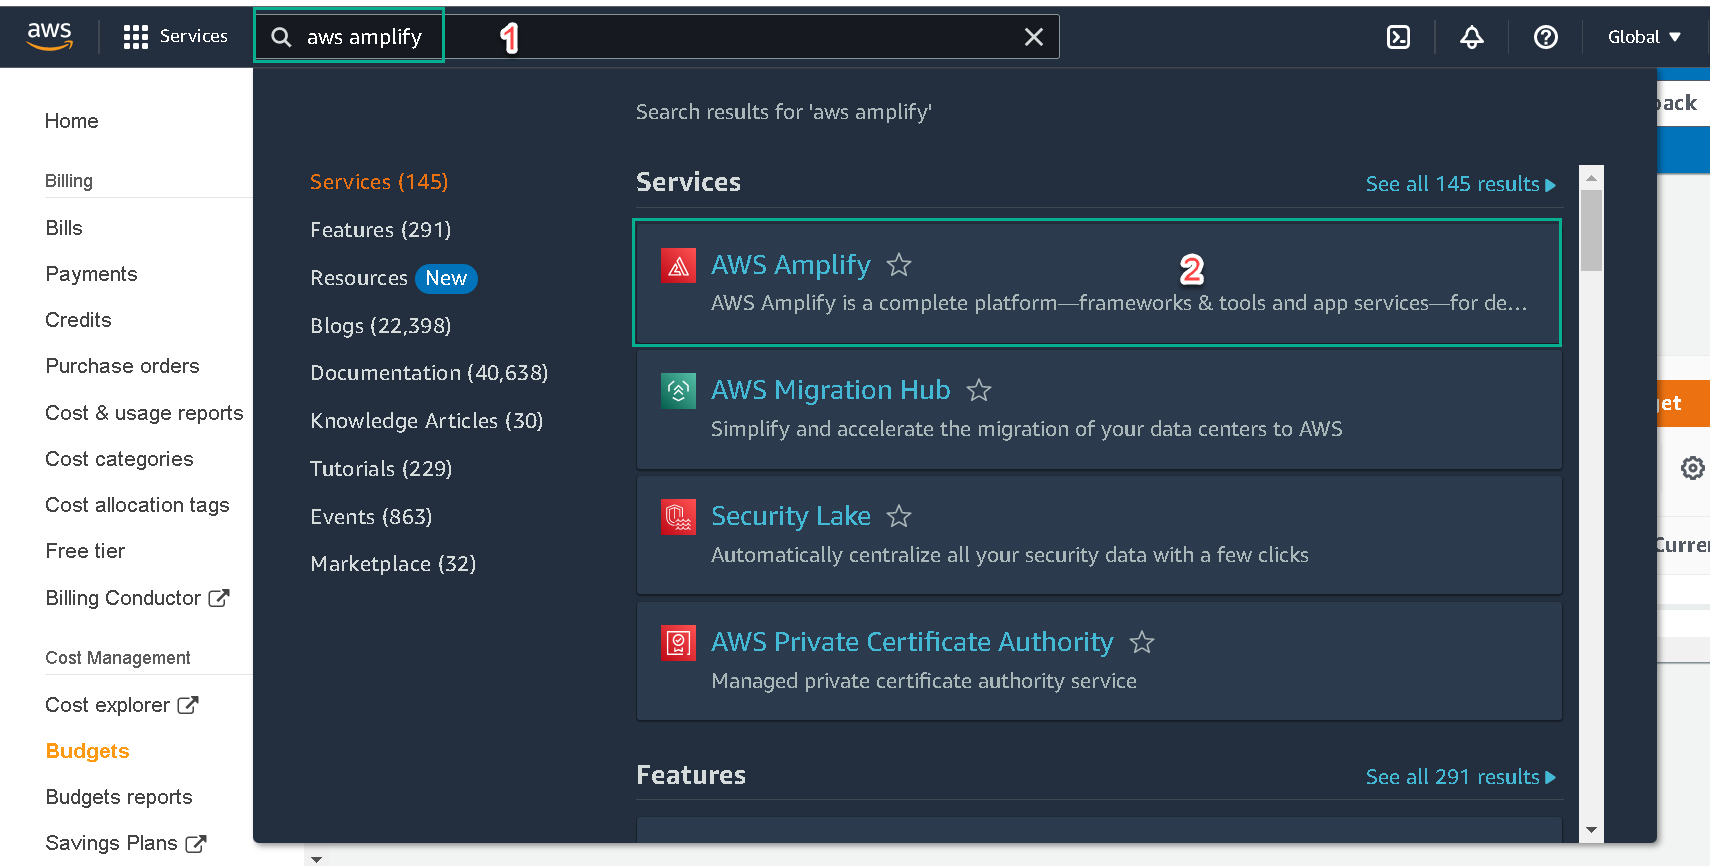 aws
Services
aws amplify
1
Global
Home
Billing
Bills
Payments
Credits
Purchase orders
Cost & usage reports
Cost categories
Cost allocation tags
Free tier
Billing Conductor
Cost Management
Cost explorer
Budgets
Budgets reports
Savings Plans
Search results for 'aws amplify'
Services (145)
Features (291)
Resources New
Blogs (22,398)
Documentation (40,638)
Knowledge Articles (30)
Tutorials (229)
Events (863)
Marketplace (32)
Services
See all 145 results
AWS Amplify
2
AWS Amplify is a complete platform—frameworks & tools and app services—for de...
AWS Migration Hub
Simplify and accelerate the migration of your data centers to AWS
Security Lake
Automatically centralize all your security data with a few clicks
AWS Private Certificate Authority
Managed private certificate authority service
Features
See all 291 results